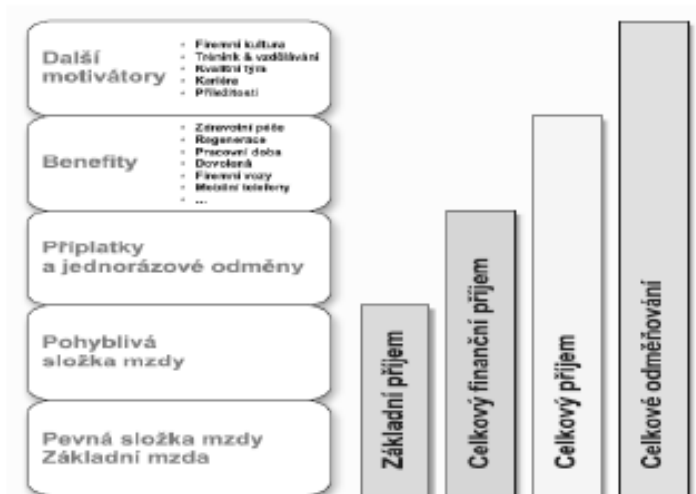 Další
motivátory
Firemní kultura
Trénink & vzdělávání
Kvalitní tým
Kariéra
Příležitosti
Benefity
Zdravotní péče
Regenerace
Pracovní doba
Dovolená
Firemní vozy
Mobilní telefony
...
Příplatky
a jednorázové odměny
Pohyblivá
složka mzdy
Pevná složka mzdy
Základní mzda
Základní příjem
Celkový finanční příjem
Celkový příjem
Celkové odměňování